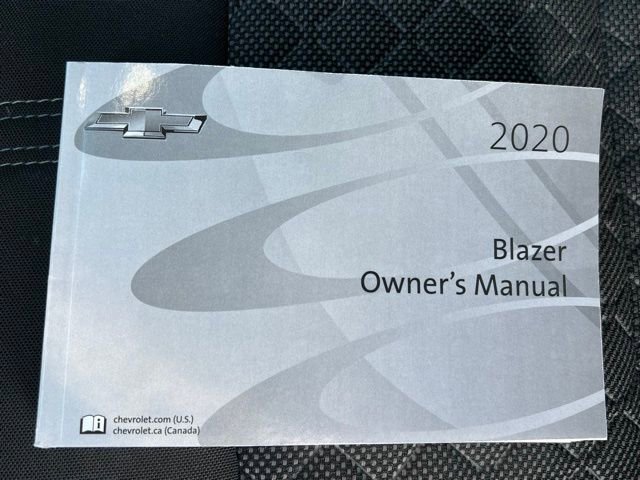 2020
Blazer
Owner's Manual
chevrolet.com (U.S.)
chevrolet.ca (Canada)